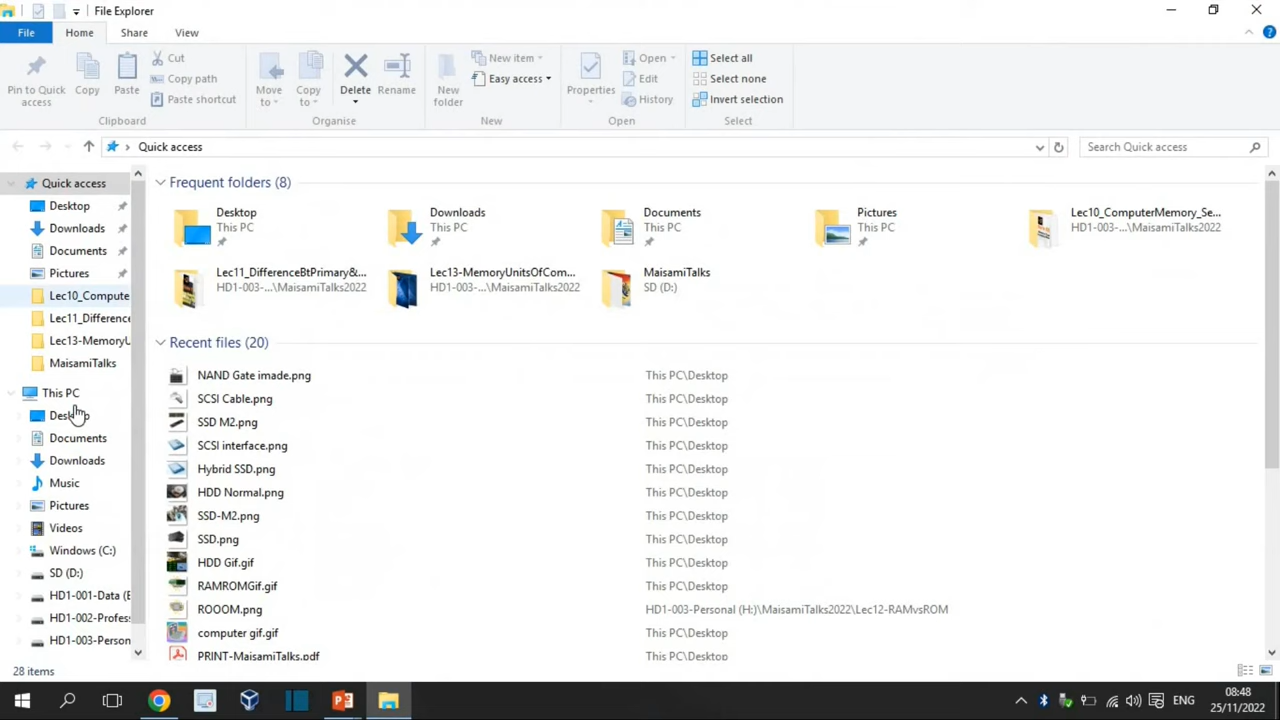 File Explorer
File Home Share View
Pin to Quick access
Copy
Paste
Cut
Copy path
Paste shortcut
Clipboard
Move to
Copy to
Delete
Rename
Organise
New folder
New item
Easy access
New
Properties
Open
Edit
History
Open
Select all
Select none
Invert selection
Select
Quick access
Search Quick access
Quick access
Desktop
Downloads
Documents
Pictures
Lec10_Compute
Lec11_Difference
Lec13-MemoryU
MaisamiTalks
This PC
Desktop
Documents
Downloads
Music
Pictures
Videos
Windows (C:)
SD (D:)
HD1-001-Data (E
HD1-002-Profes
HD1-003-Person
Frequent folders (8)
Desktop
This PC
Downloads
This PC
Documents
This PC
Pictures
This PC
Lec10_ComputerMemory_Se...
HD1-003-...\MaisamiTalks2022
Lec11_DifferenceBtPrimary&...
HD1-003-...\MaisamiTalks2022
Lec13-MemoryUnitsOfCom...
HD1-003-...\MaisamiTalks2022
MaisamiTalks
SD (D:)
Recent files (20)
NAND Gate imade.png This PC\Desktop
SCSI Cable.png This PC\Desktop
SSD M2.png This PC\Desktop
SCSI interface.png This PC\Desktop
Hybrid SSD.png This PC\Desktop
HDD Normal.png This PC\Desktop
SSD-M2.png This PC\Desktop
SSD.png This PC\Desktop
HDD Gif.gif This PC\Desktop
RAMROMGif.gif This PC\Desktop
ROOOM.png HD1-003-Personal (H:)\MaisamiTalks2022\Lec12-RAMvsROM
computer gif.gif This PC\Desktop
PRINT-MaisamiTalks.pdf This PC\Desktop
28 items
ENG
08:48
25/11/2022